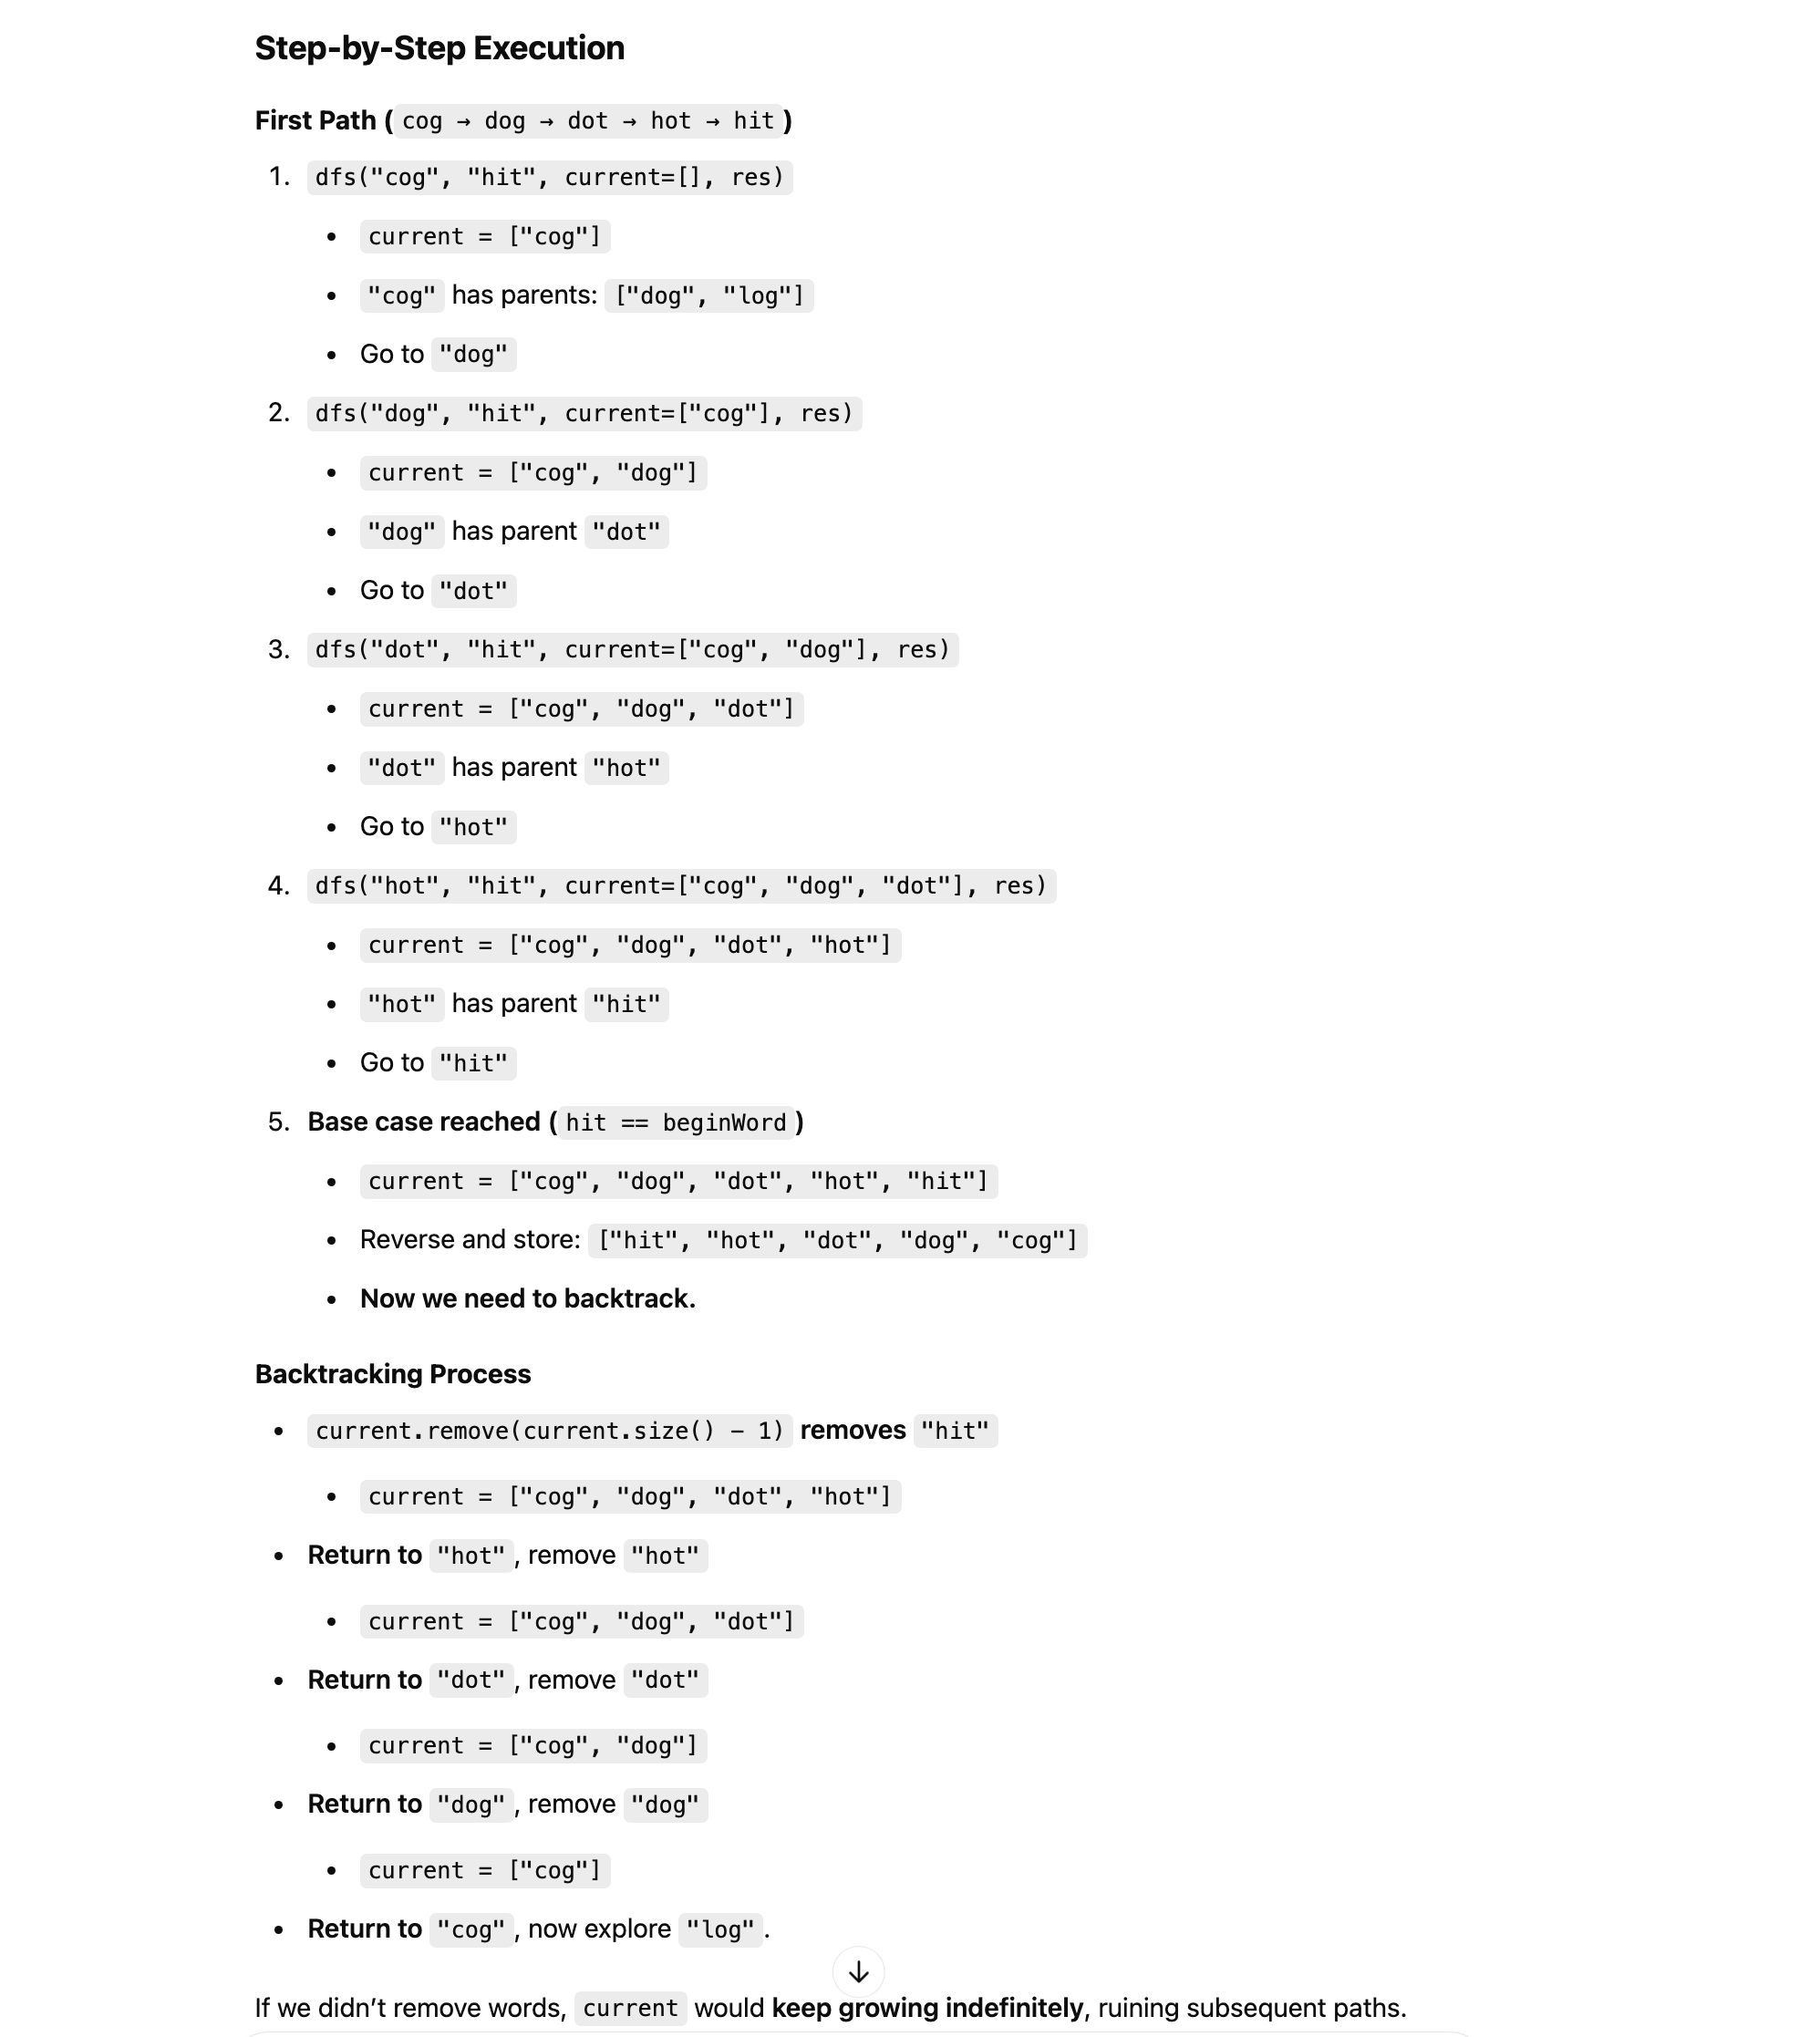 Step-by-Step Execution
First Path (cog → dog → dot → hot → hit)
1. dfs("cog", "hit", current=[], res)
• current = ["cog"]
• "cog" has parents: ["dog", "log"]
• Go to "dog"
2. dfs("dog", "hit", current=["cog"], res)
• current = ["cog", "dog"]
• "dog" has parent "dot"
• Go to "dot"
3. dfs("dot", "hit", current=["cog", "dog"], res)
• current = ["cog", "dog", "dot"]
• "dot" has parent "hot"
• Go to "hot"
4. dfs("hot", "hit", current=["cog", "dog", "dot"], res)
• current = ["cog", "dog", "dot", "hot"]
• "hot" has parent "hit"
• Go to "hit"
5. Base case reached (hit == beginWord)
• current = ["cog", "dog", "dot", "hot", "hit"]
• Reverse and store: ["hit", "hot", "dot", "dog", "cog"]
• Now we need to backtrack.
Backtracking Process
• current.remove(current.size() - 1) removes "hit"
• current = ["cog", "dog", "dot", "hot"]
• Return to "hot", remove "hot"
• current = ["cog", "dog", "dot"]
• Return to "dot", remove "dot"
• current = ["cog", "dog"]
• Return to "dog", remove "dog"
• current = ["cog"]
• Return to "cog", now explore "log".
If we didn't remove words, current would keep growing indefinitely, ruining subsequent paths.